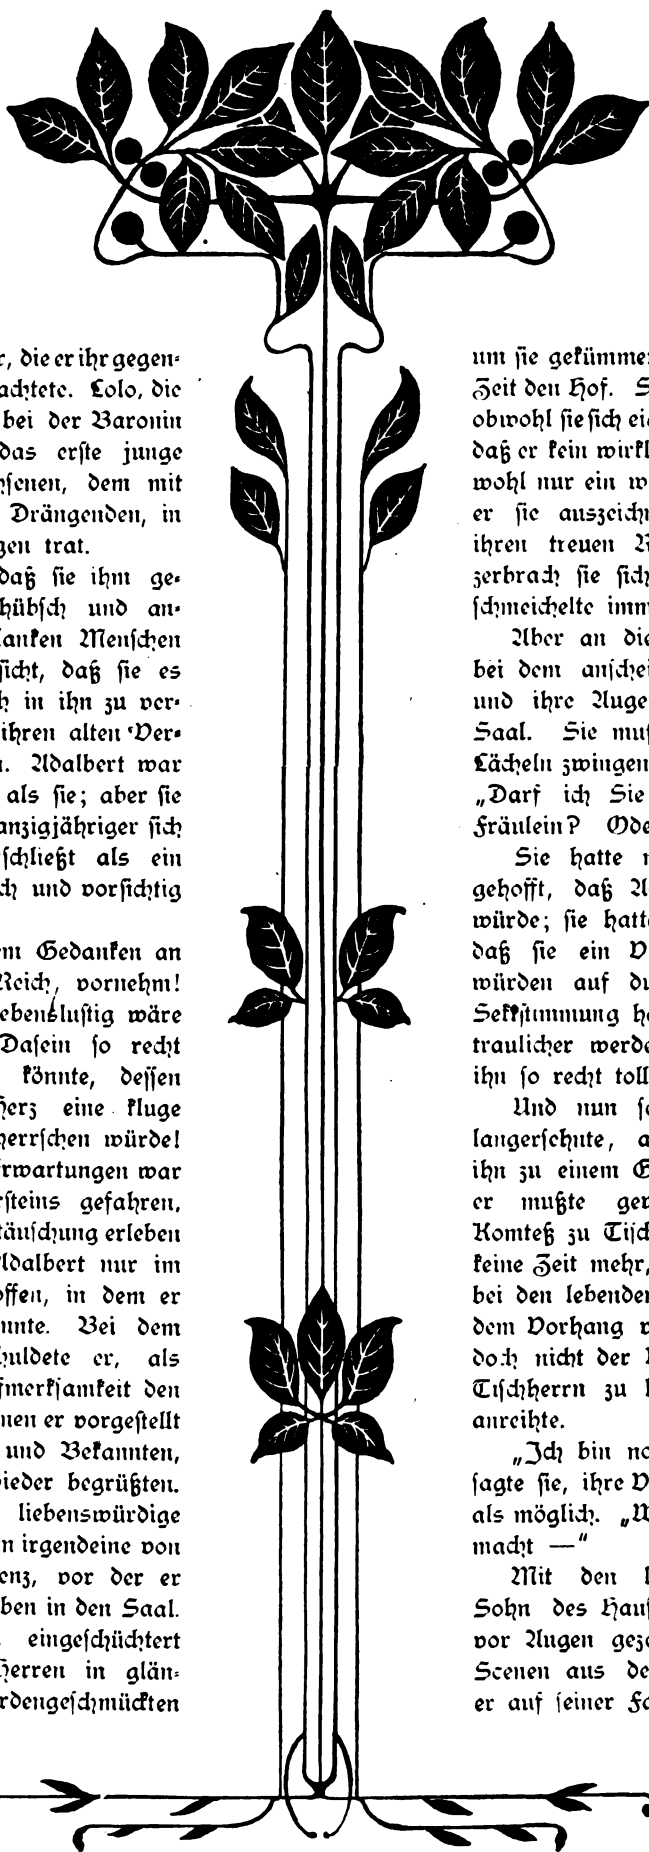 die er ihr gegen-
achtete. Lolo, die
bei der Baronin
das erste junge
hsenen, dem mit
Drängenden, in
gen trat.
daß sie ihm ge-
hübsch und an-
lanken Menschen
sicht, daß sie es
h in ihn zu ver-
ihren alten Ver-
n. Adalbert war
als sie; aber sie
anzigjähriger sich
schließt als ein
ch und vorsichtig
em Gedanken an
Reich, vornehm!
ebenslustig wäre
Dasein so recht
könnte, dessen
Herz eine kluge
herrschen würde!
rwartungen war
rsteins gefahren,
täuschung erleben
Adalbert nur im
offen, in dem er
nnte. Bei dem
huldete er, als
fmerksamkeit den
nen er vorgestellt
und Bekannten,
ieder begrüßten.
liebenswürdige
n irgendeine von
enz, vor der er
ben in den Saal.
eingeschüchtert
Herren in glän-
rdengeschmückten
um sie gekümmer
Zeit den Hof. S
obwohl sie sich ei
daß er kein wirkl
wohl nur ein w
er sie auszeich
ihren treuen R
zerbrach sie sich
schmeichelte imm
Aber an die
bei dem anschei
und ihre Auge
Saal. Sie muß
Lächeln zwingen
„Darf ich Sie
Fräulein? Ode
Sie hatte
gehofft, daß A
würde; sie hatt
daß sie ein V
würden auf du
Sektstimmung h
traulicher werde
ihn so recht toll
Und nun s
langersehnte, a
ihn zu einem G
er mußte ger
Komteß zu Tisch
keine Zeit mehr,
bei den lebenden
dem Vorhang
doch nicht der
Tischherrn zu
anreihte.
„Ich bin no
sagte sie, ihre V
als möglich. „W
macht —“
Mit den
Sohn des Haus
vor Augen gez
Scenen aus de
er auf seiner Fa